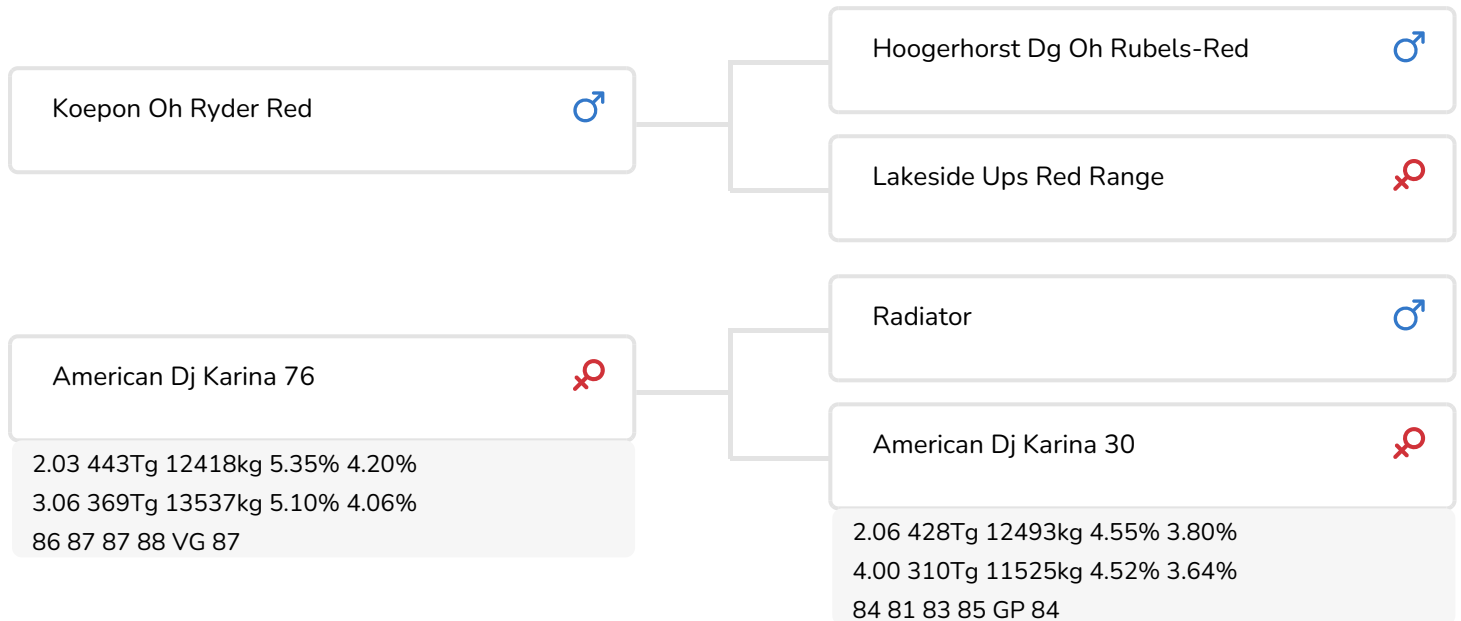 Koepon Oh Ryder Red
Hoogerhorst Dg Oh Rubels-Red
Lakeside Ups Red Range
American Dj Karina 76
2.03 443Tg 12418kg 5.35% 4.20%
3.06 369Tg 13537kg 5.10% 4.06%
86 87 87 88 VG 87
Radiator
American Dj Karina 30
2.06 428Tg 12493kg 4.55% 3.80%
4.00 310Tg 11525kg 4.52% 3.64%
84 81 83 85 GP 84